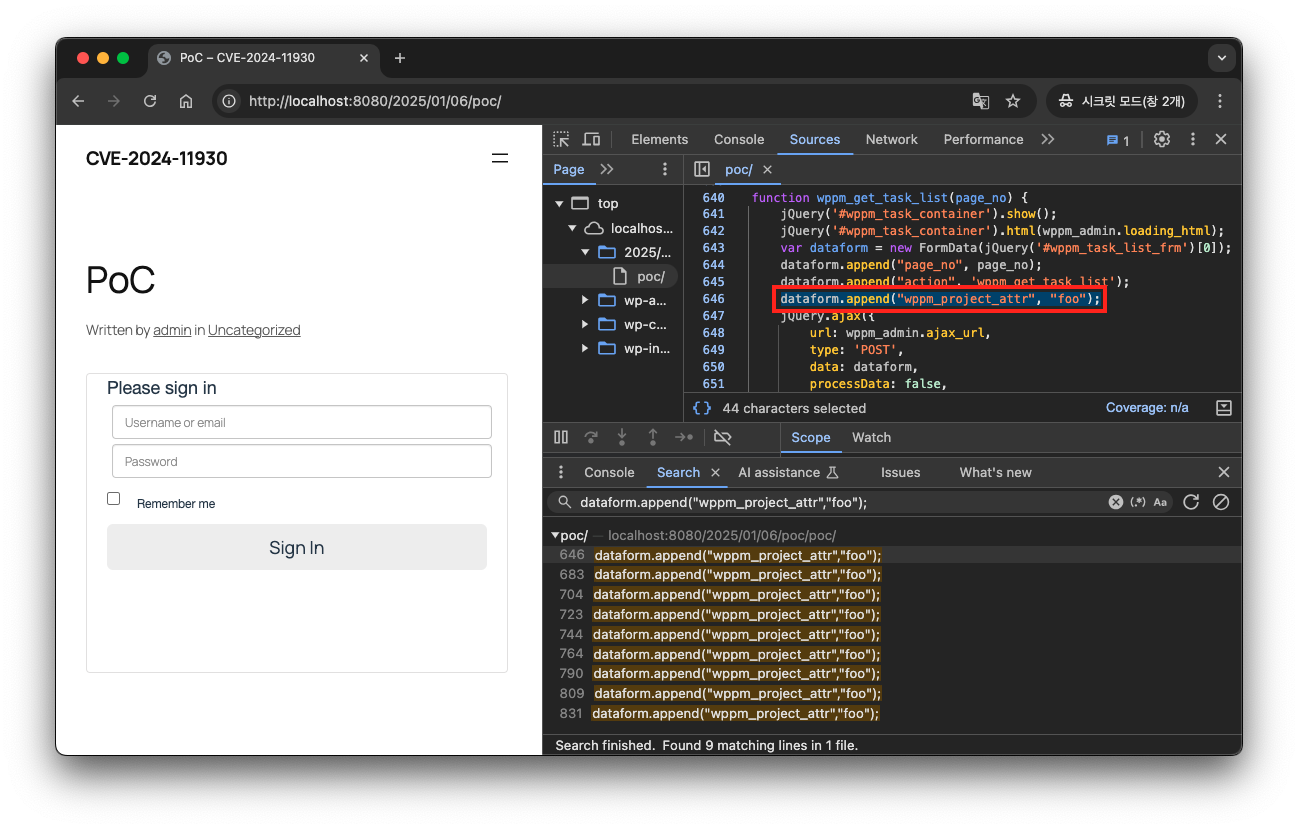 PoC – CVE-2024-11930
http://localhost:8080/2025/01/06/poc/
시크릿 모드(창 2개)
CVE-2024-11930
PoC
Written by admin in Uncategorized
Please sign in
Username or email
Password
Remember me
Sign In
Elements Console Sources Network Performance 1
Page
poc/
top
localhos...
2025/...
poc/
wp-a...
wp-c...
wp-in...
640 function wppm_get_task_list(page_no) {
641 jQuery('#wppm_task_container').show();
642 jQuery('#wppm_task_container').html(wppm_admin.loading_html);
643 var dataform = new FormData(jQuery('#wppm_task_list_frm')[0]);
644 dataform.append("page_no", page_no);
645 dataform.append("action", 'wppm_get_task_list');
646 dataform.append("wppm_project_attr", "foo");
647 jQuery.ajax({
648 url: wppm_admin.ajax_url,
649 type: 'POST',
650 data: dataform,
651 processData: false,
{} 44 characters selected Coverage: n/a
Scope Watch
Console Search AI assistance Issues What's new
dataform.append("wppm_project_attr","foo"); (.*) Aa
poc/ — localhost:8080/2025/01/06/poc/poc/
646 dataform.append("wppm_project_attr","foo");
683 dataform.append("wppm_project_attr","foo");
704 dataform.append("wppm_project_attr","foo");
723 dataform.append("wppm_project_attr","foo");
744 dataform.append("wppm_project_attr","foo");
764 dataform.append("wppm_project_attr","foo");
790 dataform.append("wppm_project_attr","foo");
809 dataform.append("wppm_project_attr","foo");
831 dataform.append("wppm_project_attr","foo");
Search finished. Found 9 matching lines in 1 file.